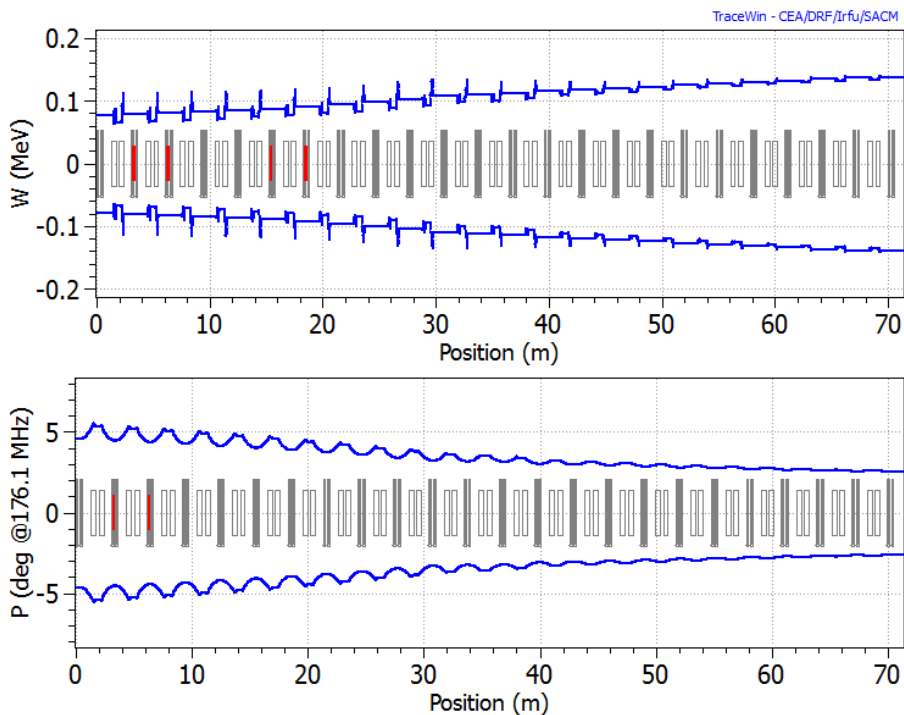 TraceWin - CEA/DRF/Irfu/SACM
W (MeV)
0.2
0.1
0
-0.1
-0.2
0 10 20 30 40 50 60 70
Position (m)
P (deg @176.1 MHz)
5
0
-5
0 10 20 30 40 50 60 70
Position (m)